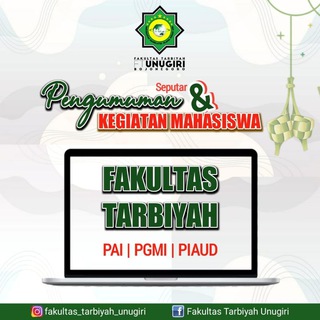 FAKULTAS TARBIYAH
UNUGIRI
BOJONEGORO
Seputar
Pengumuman &
KEGIATAN MAHASISWA
FAKULTAS
TARBIYAH
PAI | PGMI | PIAUD
fakultas_tarbiyah_unugiri
Fakultas Tarbiyah Unugiri